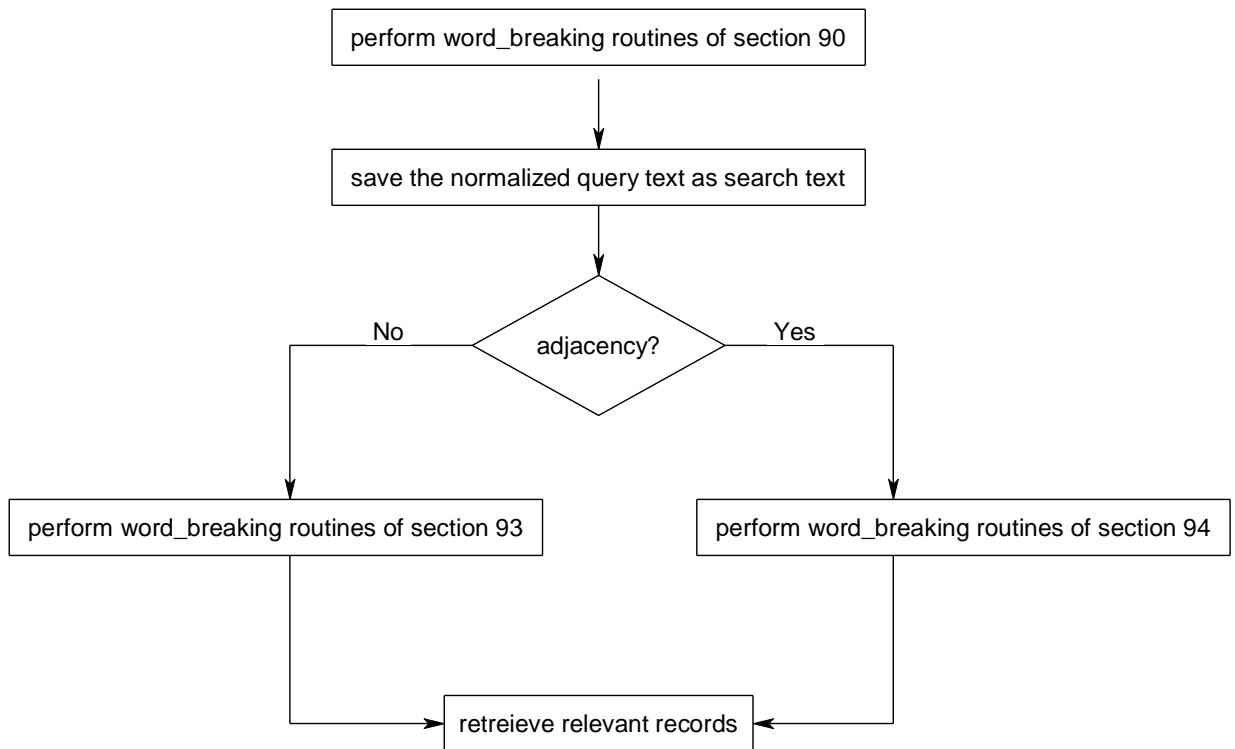 perform word_breaking routines of section 90
save the normalized query text as search text
adjacency?
No
Yes
perform word_breaking routines of section 93
perform word_breaking routines of section 94
retreieve relevant records